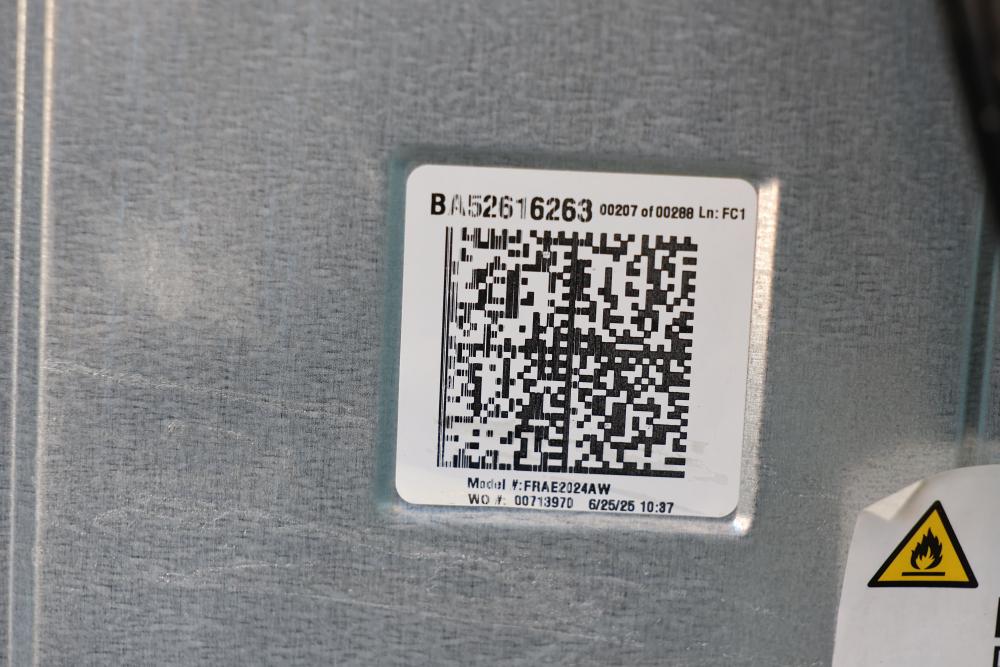 BA52616263 00207 of 00288 Ln: FC1
Model #:FRAE2024AW
WO #: 00713970 6/25/25 10:37